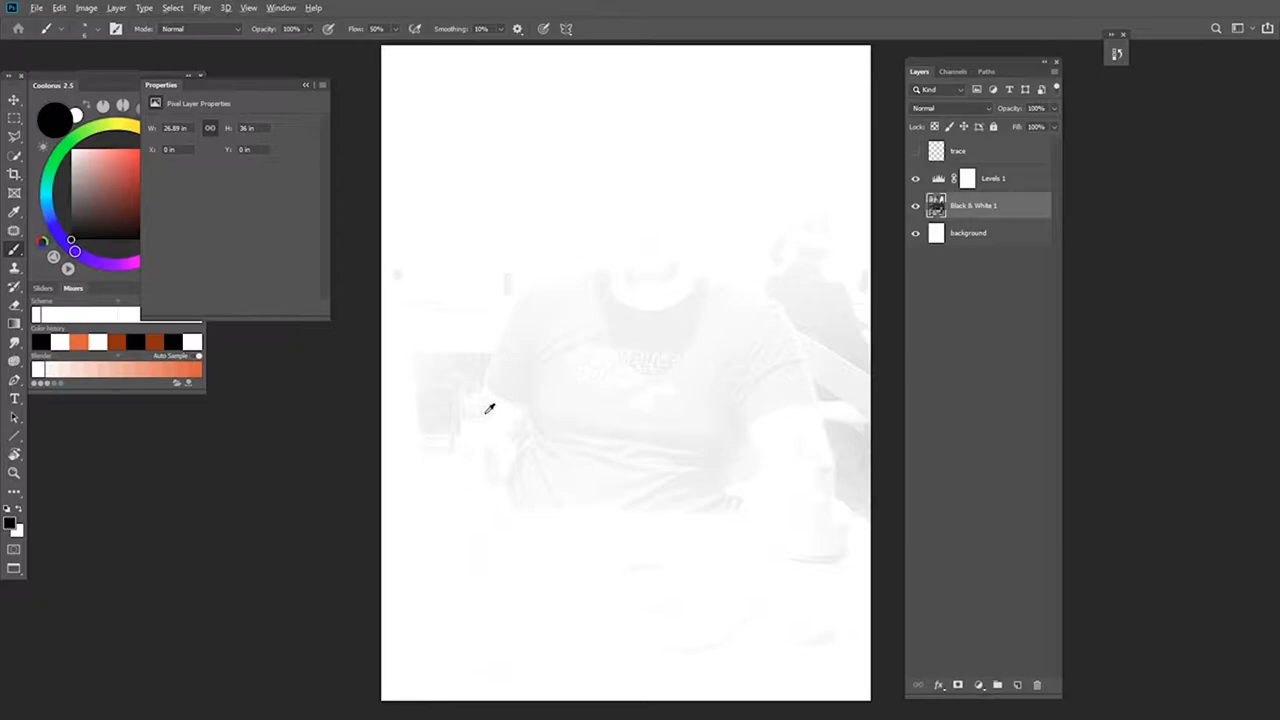 Ps File Edit Image Layer Type Select Filter 3D View Window Help
Mode: Normal Opacity: 100% Flow: 50% Smoothing: 10%
Coolorus 2.5
Properties
Pixel Layer Properties
W: 26.89 in H: 36 in
X: 0 in Y: 0 in
Sliders Mixers
Scheme
Color history
Blender Auto Sample
Layers Channels Paths
Kind
Normal Opacity: 100%
Lock: Fill: 100%
trace
Levels 1
Black & White 1
background
fx